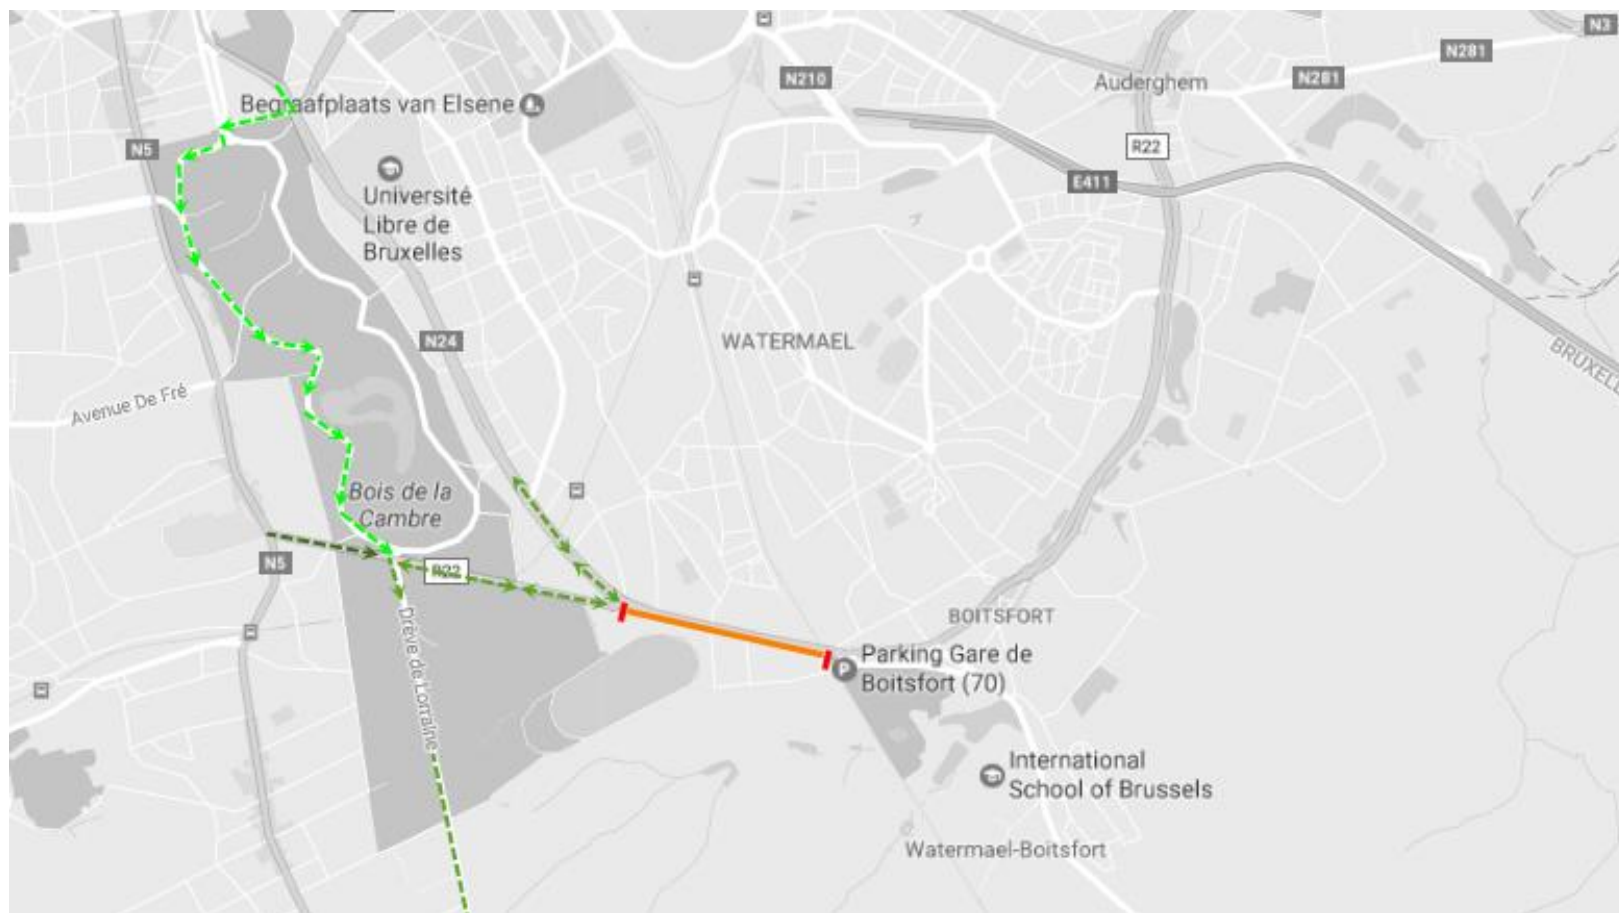 N3
N281
N210
N281
Auderghem
Begraafplaats van Elsene
N5
R22
Université
Libre de
Bruxelles
E411
N24
WATERMAEL
BRUXEL
Avenue De Fré
Bois de la
Cambre
N5
R22
BOITSFORT
Drève de Lorraine
Parking Gare de
Boitsfort (70)
P
International
School of Brussels
Watermael-Boitsfort